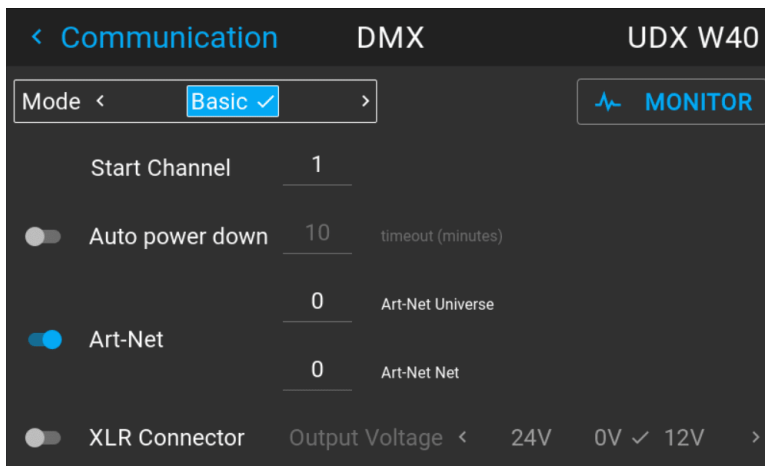 Communication DMX UDX W40
Mode Basic MONITOR
Start Channel 1
Auto power down 10 timeout (minutes)
0 Art-Net Universe
Art-Net
0 Art-Net Net
XLR Connector Output Voltage 24V 0V 12V